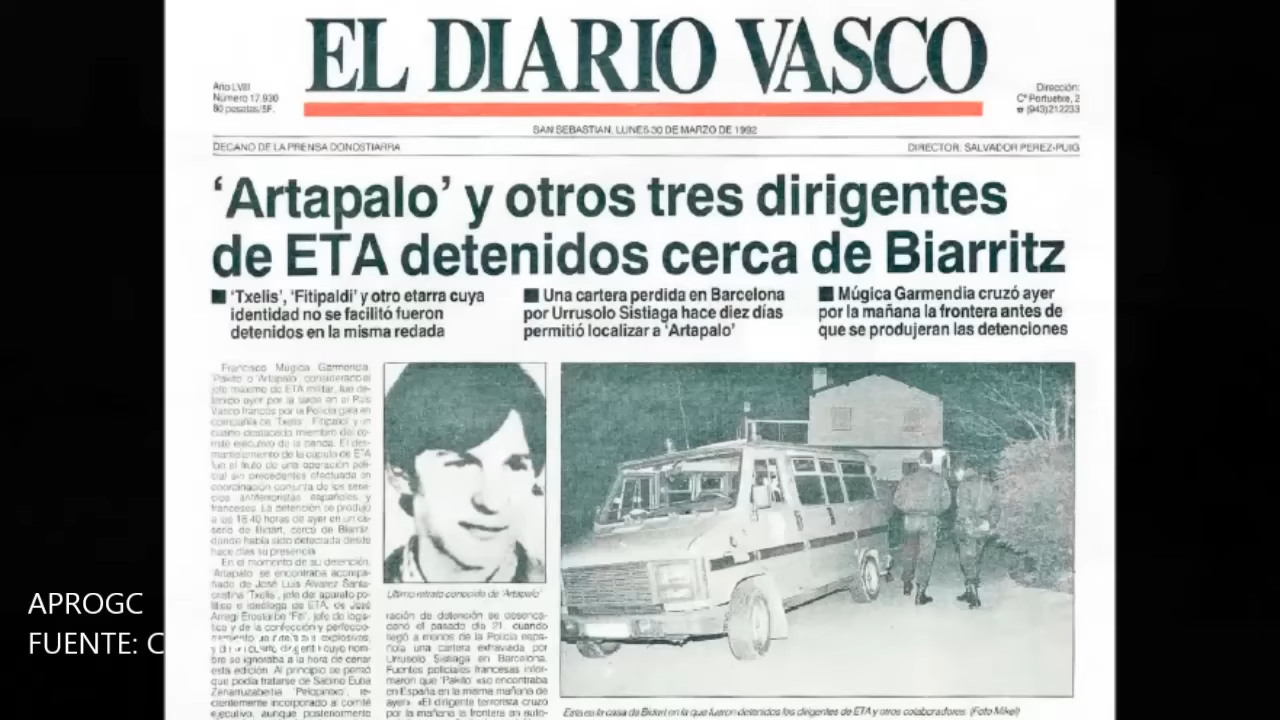 EL DIARIO VASCO
Año LVIII
Número 17.930
80 pesetas/5F.
Dirección:
Cº Portuetxe, 2
☎ (943)212233
SAN SEBASTIAN, LUNES 30 DE MARZO DE 1992
DECANO DE LA PRENSA DONOSTIARRA
DIRECTOR: SALVADOR PEREZ-PUIG
‘Artapalo’ y otros tres dirigentes
de ETA detenidos cerca de Biarritz
‘Txelis’, ‘Fitipaldi’ y otro etarra cuya
identidad no se facilitó fueron
detenidos en la misma redada
Una cartera perdida en Barcelona
por Urrusolo Sistiaga hace diez días
permitió localizar a ‘Artapalo’
Múgica Garmendia cruzó ayer
por la mañana la frontera antes de
que se produjeran las detenciones
Francisco Múgica Garmendia,
‘Pakito’ o ‘Artapalo’, considerado el
jefe máximo de ETA militar, fue de-
tenido ayer por la tarde en el País
Vasco francés por la Policía gala en
compañía de ‘Txelis’, ‘Fitipaldi’ y un
cuarto destacado miembro del co-
mité ejecutivo de la banda. El des-
mantelamiento de la cúpula de ETA
fue el fruto de una operación poli-
cial sin precedentes efectuada en
coordinación conjunta de los servi-
cios antiterroristas españoles y
franceses. La detención se produjo
a las 18.40 horas de ayer en un ca-
serío de Bidart, cerca de Biarritz,
donde había sido detectada desde
hace días su presencia.
En el momento de su detención,
‘Artapalo’ se encontraba acompa-
ñado de José Luis Alvarez Santa-
cristina ‘Txelis’, jefe del aparato po-
lítico e ideólogo de ETA, de José
Arregi Erostarbe ‘Fiti’, jefe de logís-
tica y de la confección y perfeccio-
explosivos,
bre se ignoraba a la hora de cerrar
esta edición. Al principio se pensó
que podía tratarse de Sabino Euba
Zenarruzabeitia ‘Pelopintxo’, re-
cientemente incorporado al comité
ejecutivo, aunque posteriormente
Ultimo retrato conocido de ‘Artapalo’
ración de detención se desenca-
denó el pasado día 21, cuando
llegó a manos de la Policía espa-
ñola una cartera extraviada por
Urrusolo Sistiaga en Barcelona.
Fuentes policiales francesas infor-
maron que ‘Pakito’ «se encontraba
en España en la misma mañana de
ayer». «El dirigente terrorista cruzó
por la mañana la frontera en auto-
Esta es la casa de Bidart en la que fueron detenidos los dirigentes de ETA y otros colaboradores. (Foto Mikel)
APROGC
FUENTE: C